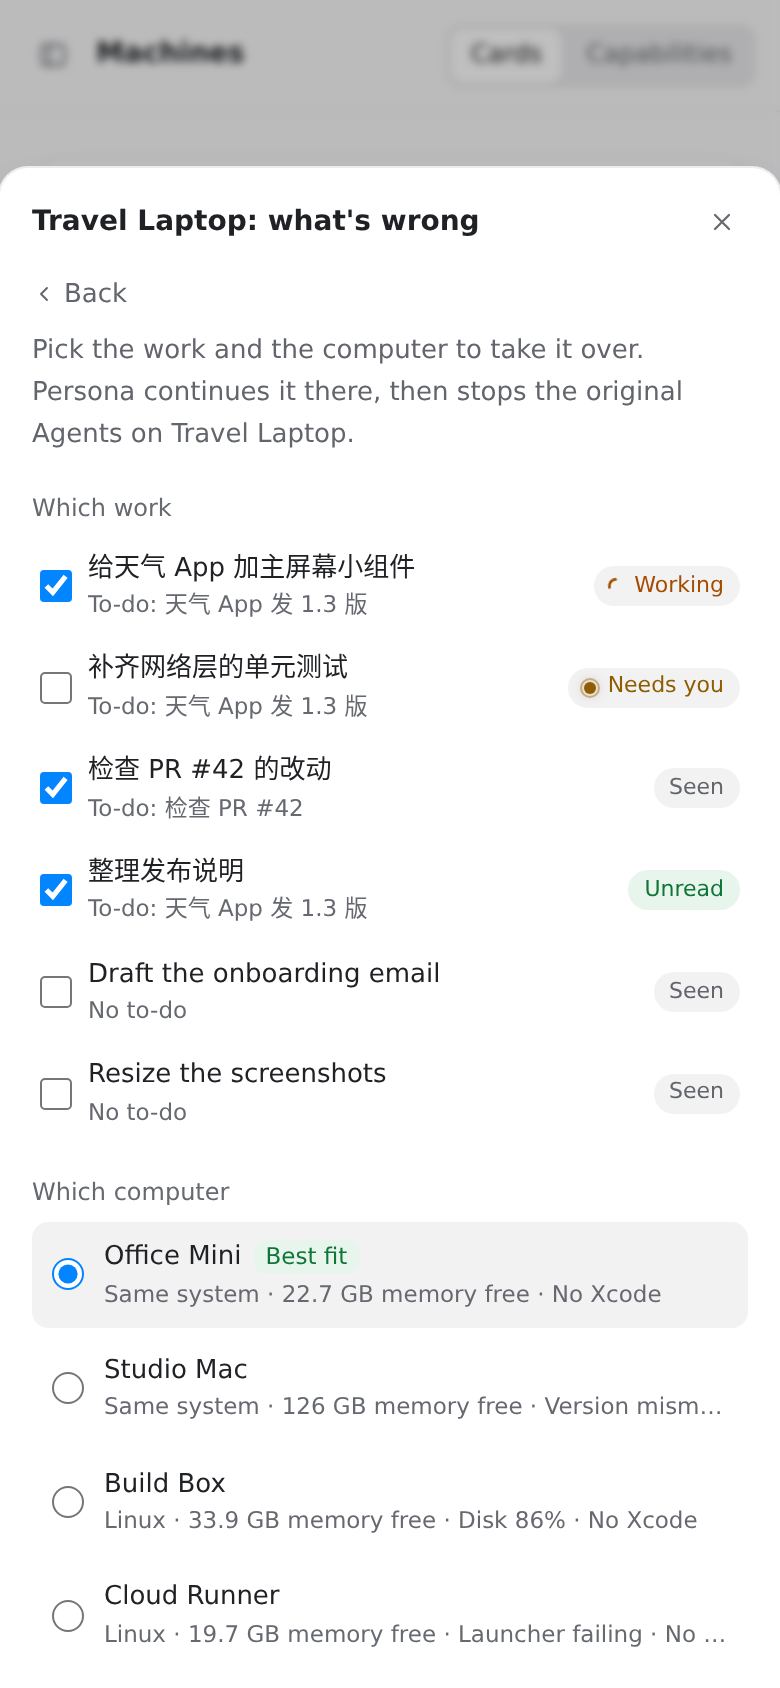 Machines
Cards
Capabilities
Travel Laptop: what's wrong
Back
Pick the work and the computer to take it over.
Persona continues it there, then stops the original
Agents on Travel Laptop.
Which work
给天气 App 加主屏幕小组件
To-do: 天气 App 发 1.3 版
Working
补齐网络层的单元测试
To-do: 天气 App 发 1.3 版
Needs you
检查 PR #42 的改动
To-do: 检查 PR #42
Seen
整理发布说明
To-do: 天气 App 发 1.3 版
Unread
Draft the onboarding email
No to-do
Seen
Resize the screenshots
No to-do
Seen
Which computer
Office Mini Best fit
Same system · 22.7 GB memory free · No Xcode
Studio Mac
Same system · 126 GB memory free · Version mism...
Build Box
Linux · 33.9 GB memory free · Disk 86% · No Xcode
Cloud Runner
Linux · 19.7 GB memory free · Launcher failing · No ...